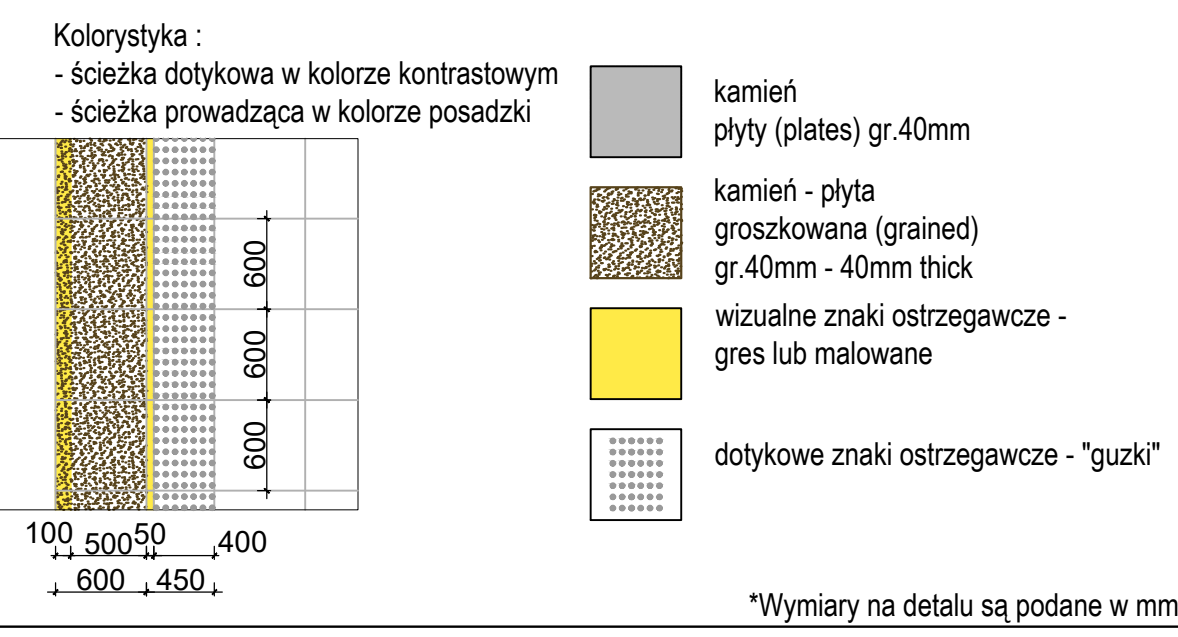 Kolorystyka :
- ścieżka dotykowa w kolorze kontrastowym
- ścieżka prowadząca w kolorze posadzki
kamień
płyty (plates) gr.40mm
kamień - płyta
groszkowana (grained)
gr.40mm - 40mm thick
wizualne znaki ostrzegawcze -
gres lub malowane
dotykowe znaki ostrzegawcze - "guzki"
600
600
600
100 500 50 400
600 450
*Wymiary na detalu są podane w mm